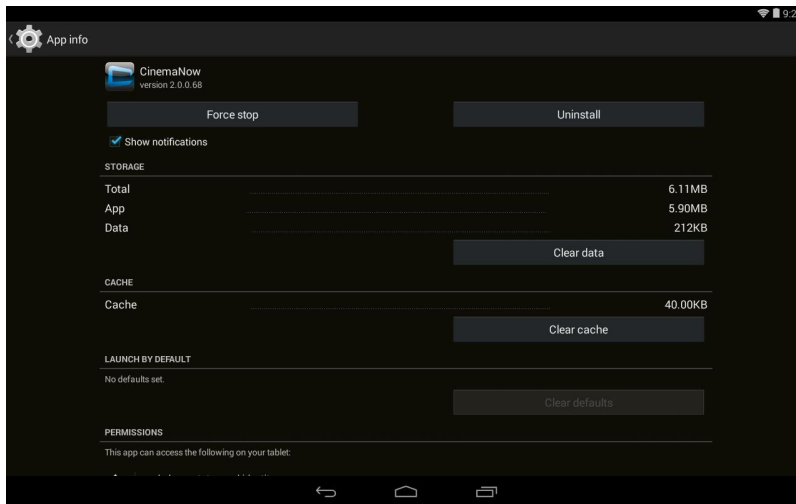 9:2
App info
CinemaNow
version 2.0.0.68
Force stop
Uninstall
Show notifications
STORAGE
Total 6.11MB
App 5.90MB
Data 212KB
Clear data
CACHE
Cache 40.00KB
Clear cache
LAUNCH BY DEFAULT
No defaults set.
Clear defaults
PERMISSIONS
This app can access the following on your tablet: